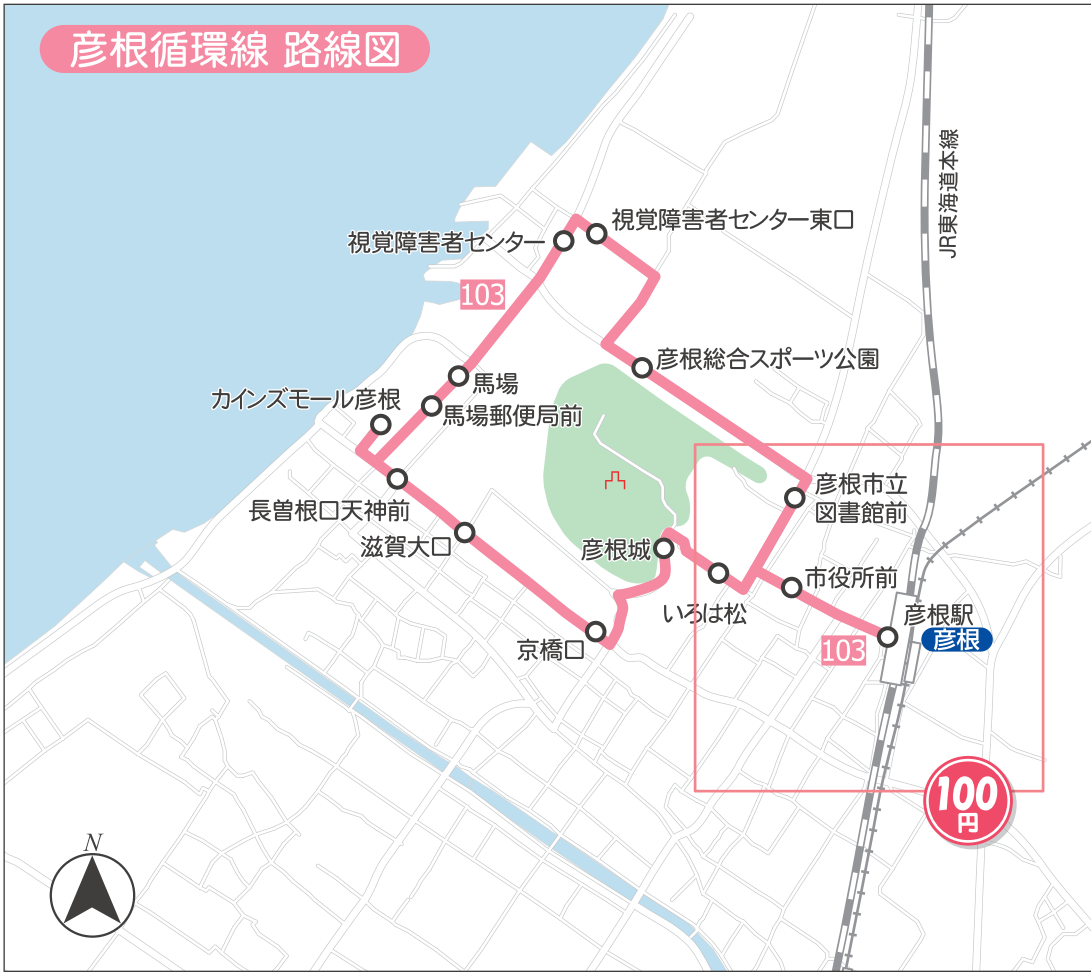 彦根循環線 路線図
JR東海道本線
視覚障害者センター東口
視覚障害者センター
103
彦根総合スポーツ公園
馬場
カインズモール彦根
馬場郵便局前
彦根市立
図書館前
長曽根口天神前
滋賀大口
彦根城
市役所前
いろは松
彦根駅
彦根
京橋口
103
100
円
N